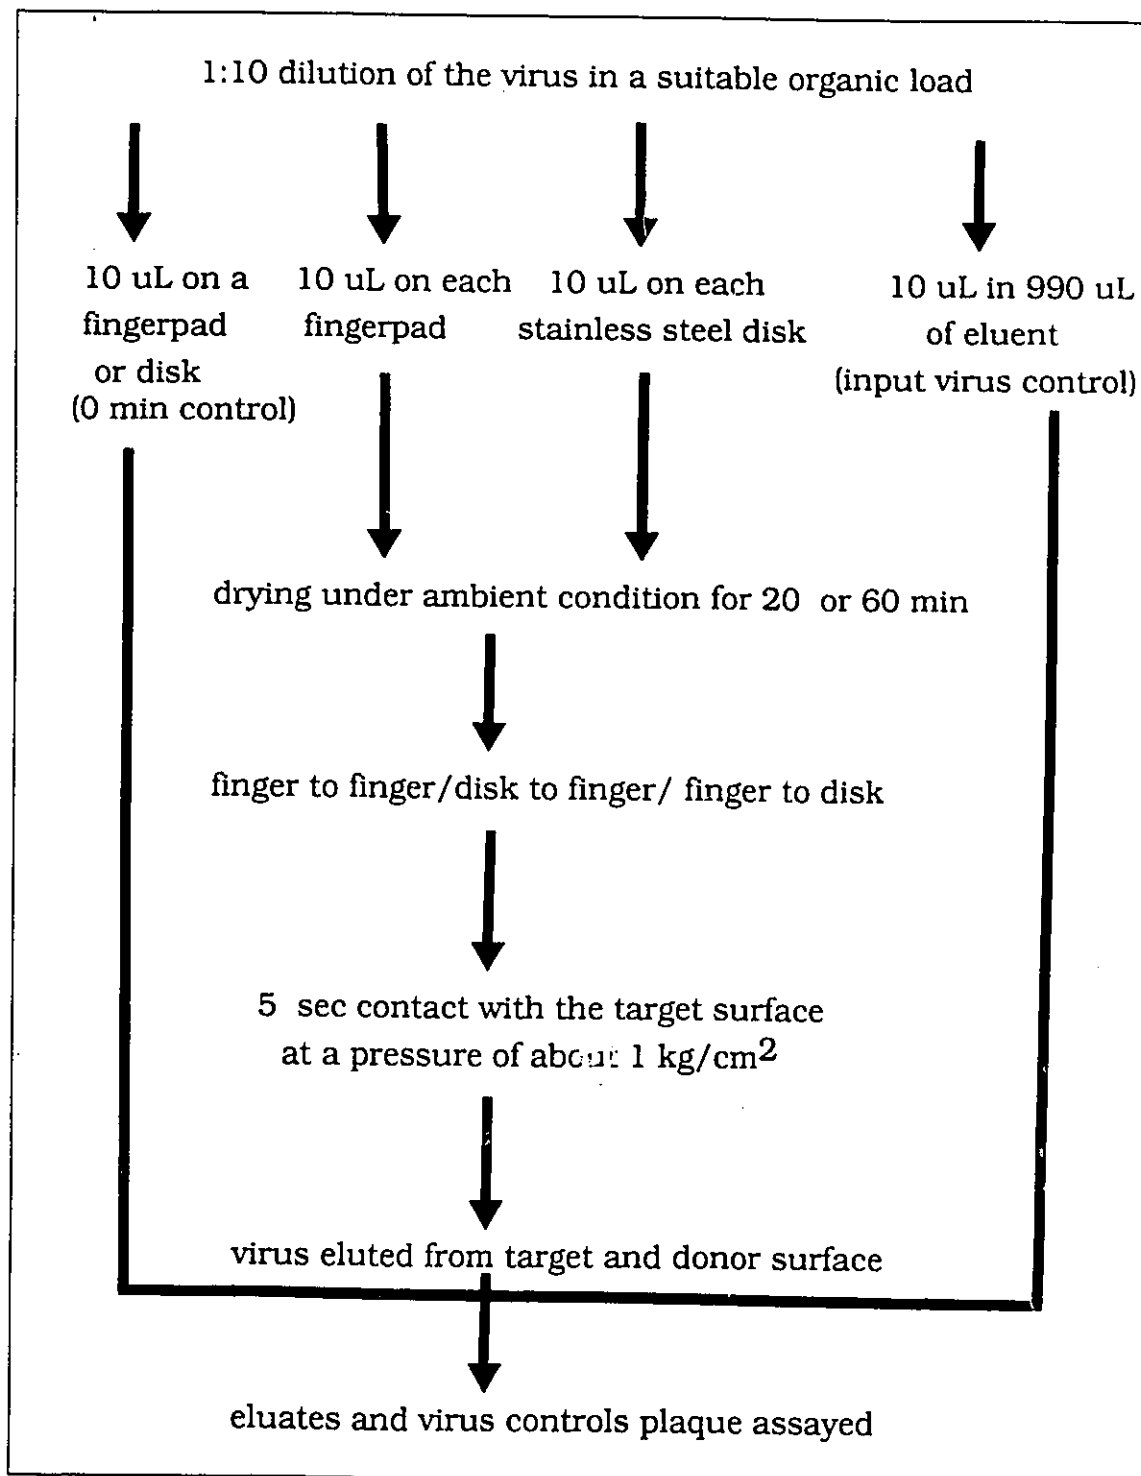 1:10 dilution of the virus in a suitable organic load
10 uL on a
fingerpad
or disk
(0 min control)
10 uL on each
fingerpad
10 uL on each
stainless steel disk
10 uL in 990 uL
of eluent
(input virus control)
drying under ambient condition for 20 or 60 min
finger to finger/disk to finger/ finger to disk
5 sec contact with the target surface
at a pressure of about 1 kg/cm²
virus eluted from target and donor surface
eluates and virus controls plaque assayed